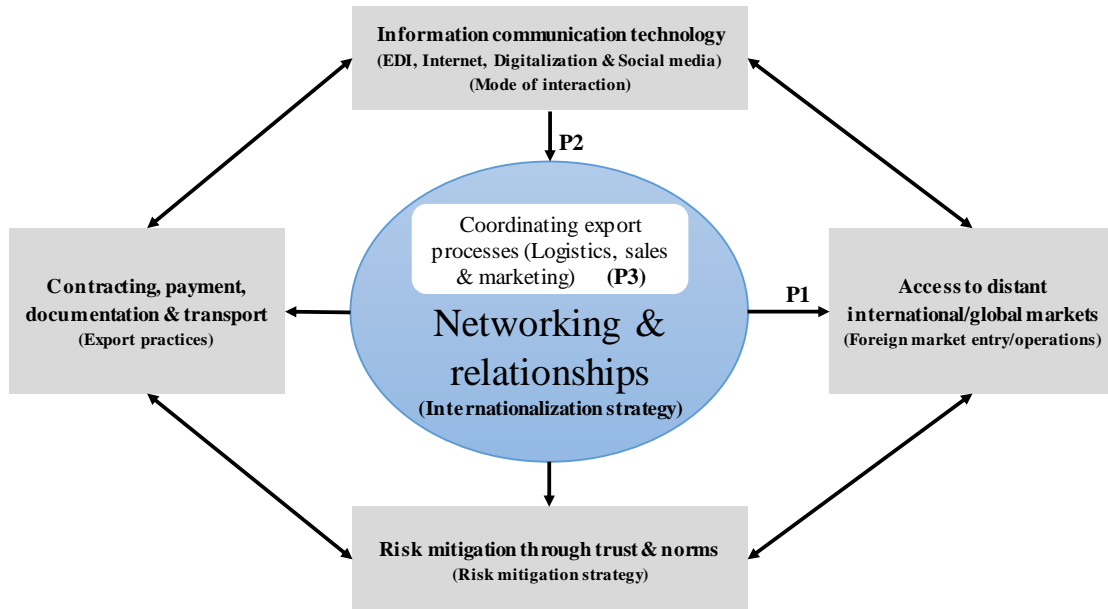 Information communication technology
(EDI, Internet, Digitalization & Social media)
(Mode of interaction)
P2
Coordinating export
processes (Logistics, sales
& marketing) (P3)
Networking &
relationships
(Internationalization strategy)
Contracting, payment,
documentation & transport
(Export practices)
P1
Access to distant
international/global markets
(Foreign market entry/operations)
Risk mitigation through trust & norms
(Risk mitigation strategy)